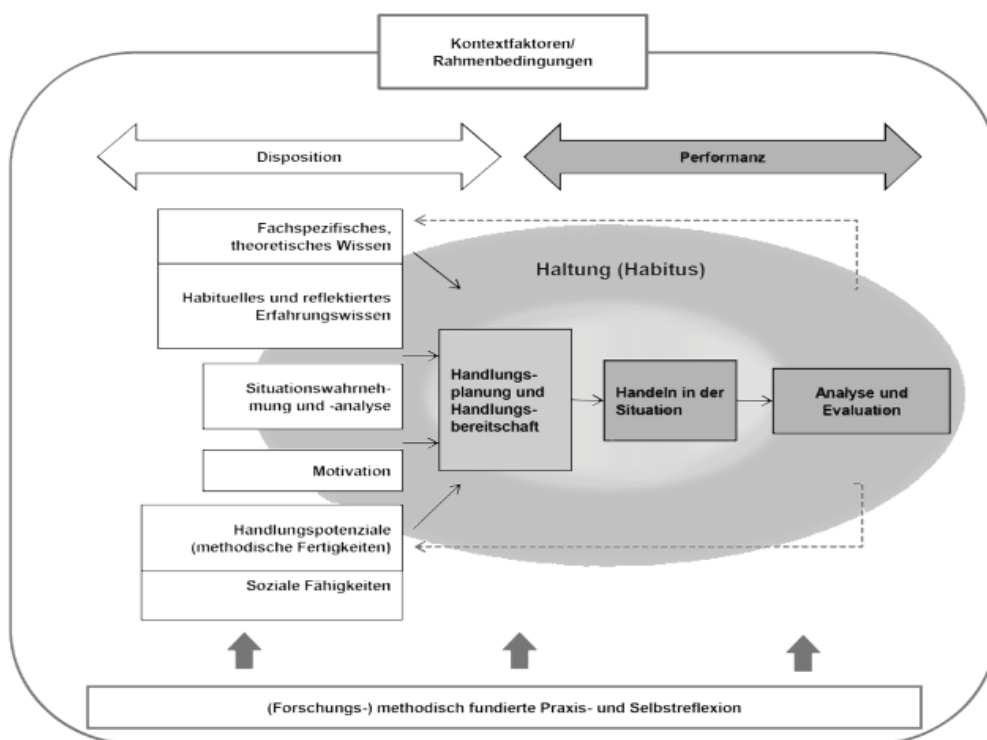 Kontextfaktoren/
Rahmenbedingungen
Disposition
Performanz
Fachspezifisches,
theoretisches Wissen
Habituelles und reflektiertes
Erfahrungswissen
Situationswahrneh-
mung und -analyse
Motivation
Handlungspotenziale
(methodische Fertigkeiten)
Soziale Fähigkeiten
Haltung (Habitus)
Handlungs-
planung und
Handlungs-
bereitschaft
Handeln in der
Situation
Analyse und
Evaluation
(Forschungs-) methodisch fundierte Praxis- und Selbstreflexion